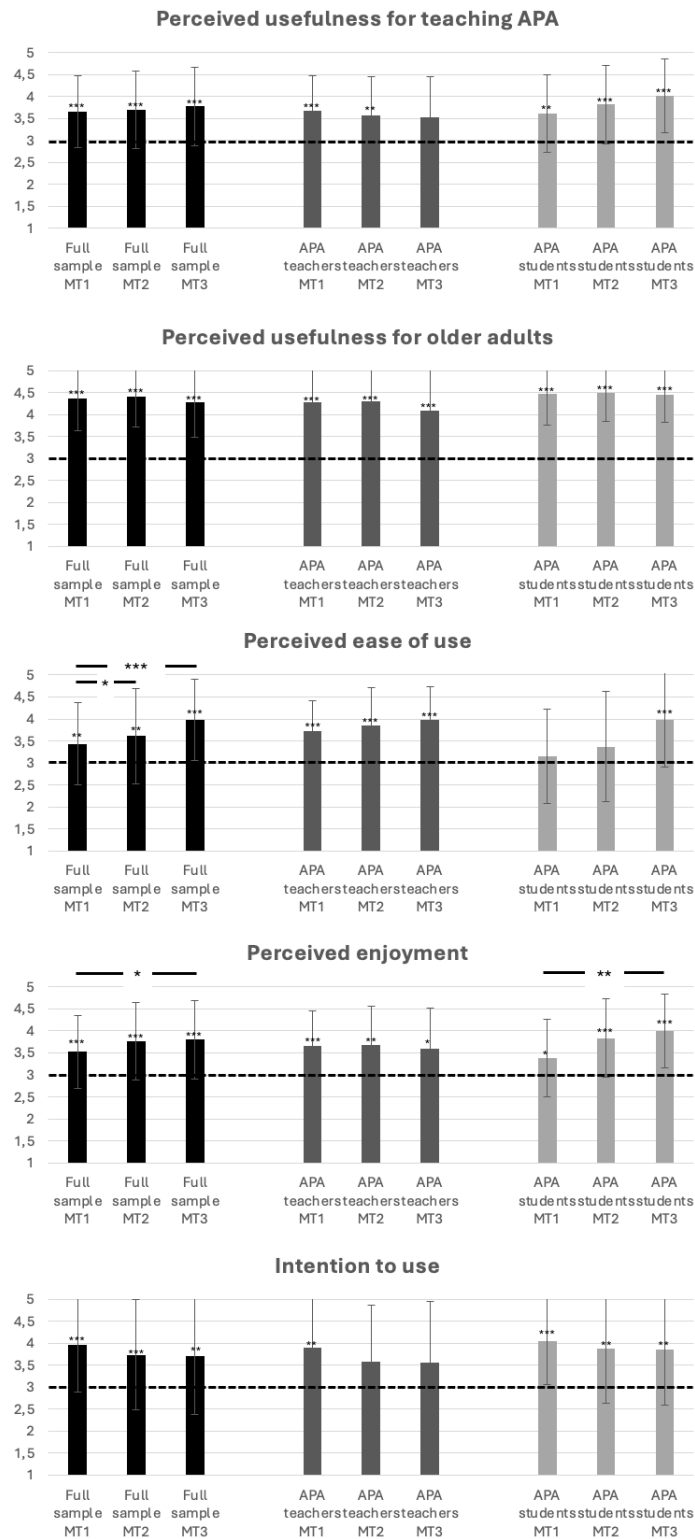 Perceived usefulness for teaching APA
5
4,5
*** *** *** *** ** ** *** ***
4
3,5
3
2,5
2
1,5
1
Full Full Full APA APA APA APA APA APA
sample sample sample teachers teachers teachers students students students
MT1 MT2 MT3 MT1 MT2 MT3 MT1 MT2 MT3
Perceived usefulness for older adults
5
4,5
*** *** *** *** *** *** *** *** ***
4
3,5
3
2,5
2
1,5
1
Full Full Full APA APA APA APA APA APA
sample sample sample teachers teachers teachers students students students
MT1 MT2 MT3 MT1 MT2 MT3 MT1 MT2 MT3
Perceived ease of use
***
*
5
4,5
4
** ** *** *** *** *** ***
3,5
3
2,5
2
1,5
1
Full Full Full APA APA APA APA APA APA
sample sample sample teachers teachers teachers students students students
MT1 MT2 MT3 MT1 MT2 MT3 MT1 MT2 MT3
Perceived enjoyment
* **
5
4,5
4
*** *** *** *** ** * * *** ***
3,5
3
2,5
2
1,5
1
Full Full Full APA APA APA APA APA APA
sample sample sample teachers teachers teachers students students students
MT1 MT2 MT3 MT1 MT2 MT3 MT1 MT2 MT3
Intention to use
5
4,5
4
*** *** ** ** *** ** **
3,5
3
2,5
2
1,5
1
Full Full Full APA APA APA APA APA APA
sample sample sample teachers teachers teachers students students students
MT1 MT2 MT3 MT1 MT2 MT3 MT1 MT2 MT3